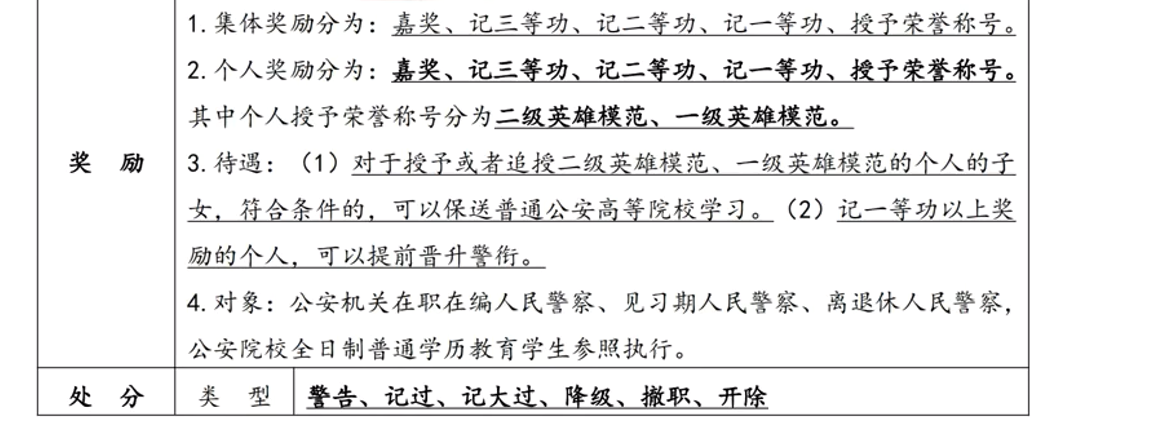 1.集体奖励分为：嘉奖、记三等功、记二等功、记一等功、授予荣誉称号。
2.个人奖励分为：嘉奖、记三等功、记二等功、记一等功、授予荣誉称号。
其中个人授予荣誉称号分为二级英雄模范、一级英雄模范。
奖 励
3.待遇：（1）对于授予或者追授二级英雄模范、一级英雄模范的个人的子
女，符合条件的，可以保送普通公安高等院校学习。（2）记一等功以上奖
励的个人，可以提前晋升警衔。
4.对象：公安机关在职在编人民警察、见习期人民警察、离退休人民警察，
公安院校全日制普通学历教育学生参照执行。
处 分 类 型 警告、记过、记大过、降级、撤职、开除